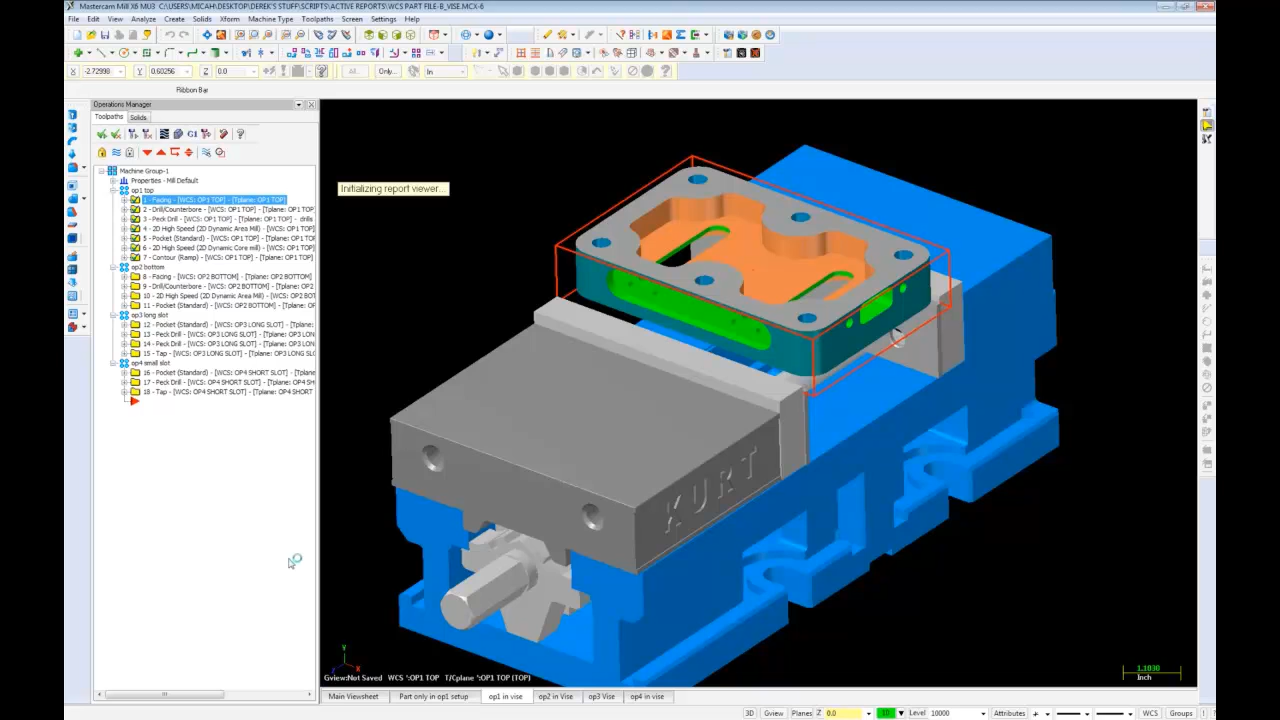 Mastercam Mill X6 MU3 C:\USERS\MICAH\DESKTOP\DEREK'S STUFF\SCRIPTS\ACTIVE REPORTS\WCS PART FILE-B_VISE.MCX-6
File Edit View Analyze Create Solids Xform Machine Type Toolpaths Screen Settings Help
X -2.72998 Y 0.60256 Z 0.0 All... Only... In
Ribbon Bar
Operations Manager
Toolpaths Solids
G1
Machine Group-1
Properties - Mill Default
op1 top
1 - Facing - [WCS: OP1 TOP] - [Tplane: OP1 TOP]
2 - Drill/Counterbore - [WCS: OP1 TOP] - [Tplane: OP1
3 - Peck Drill - [WCS: OP1 TOP] - [Tplane: OP1 TOP] - drills
4 - 2D High Speed (2D Dynamic Area Mill) - [WCS: OP1
5 - Pocket (Standard) - [WCS: OP1 TOP] - [Tplane: OP1
6 - 2D High Speed (2D Dynamic Core mill) - [WCS: OP1
7 - Contour (Ramp) - [WCS: OP1 TOP] - [Tplane: OP1
op2 bottom
8 - Facing - [WCS: OP2 BOTTOM] - [Tplane: OP2 BOT
9 - Drill/Counterbore - [WCS: OP2 BOTTOM] - [Tplane:
10 - 2D High Speed (2D Dynamic Area Mill) - [WCS: OP2
11 - Pocket (Standard) - [WCS: OP2 BOTTOM] - [Tplane:
op3 long slot
12 - Pocket (Standard) - [WCS: OP3 LONG SLOT] - [Tplane
13 - Peck Drill - [WCS: OP3 LONG SLOT] - [Tplane: OP3
14 - Peck Drill - [WCS: OP3 LONG SLOT] - [Tplane: OP3
15 - Tap - [WCS: OP3 LONG SLOT] - [Tplane: OP3 LONG
op4 small slot
16 - Pocket (Standard) - [WCS: OP4 SHORT SLOT] - [Tplane
17 - Peck Drill - [WCS: OP4 SHORT SLOT] - [Tplane: OP4
18 - Tap - [WCS: OP4 SHORT SLOT] - [Tplane: OP4 SHORT
Initializing report viewer...
KURT
Y
X
Z
Gview:Not Saved WCS :OP1 TOP T/Cplane :OP1 TOP (TOP)
1.1038
Inch
Main Viewsheet Part only in op1 setup op1 in vise op2 in Vise op3 Vise op4 in vise
3D Gview Planes Z 0.0 10 Level 10000 Attributes WCS Groups